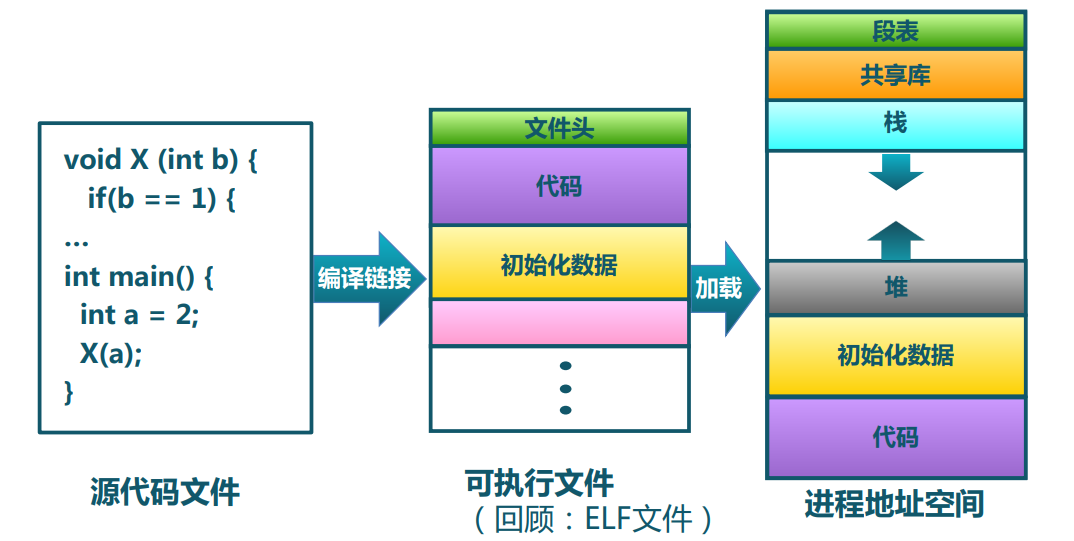 void X (int b) {
if(b == 1) {
...
int main() {
int a = 2;
X(a);
}
源代码文件
编译链接
文件头
代码
初始化数据
可执行文件
（回顾：ELF文件）
加载
段表
共享库
栈
堆
初始化数据
代码
进程地址空间